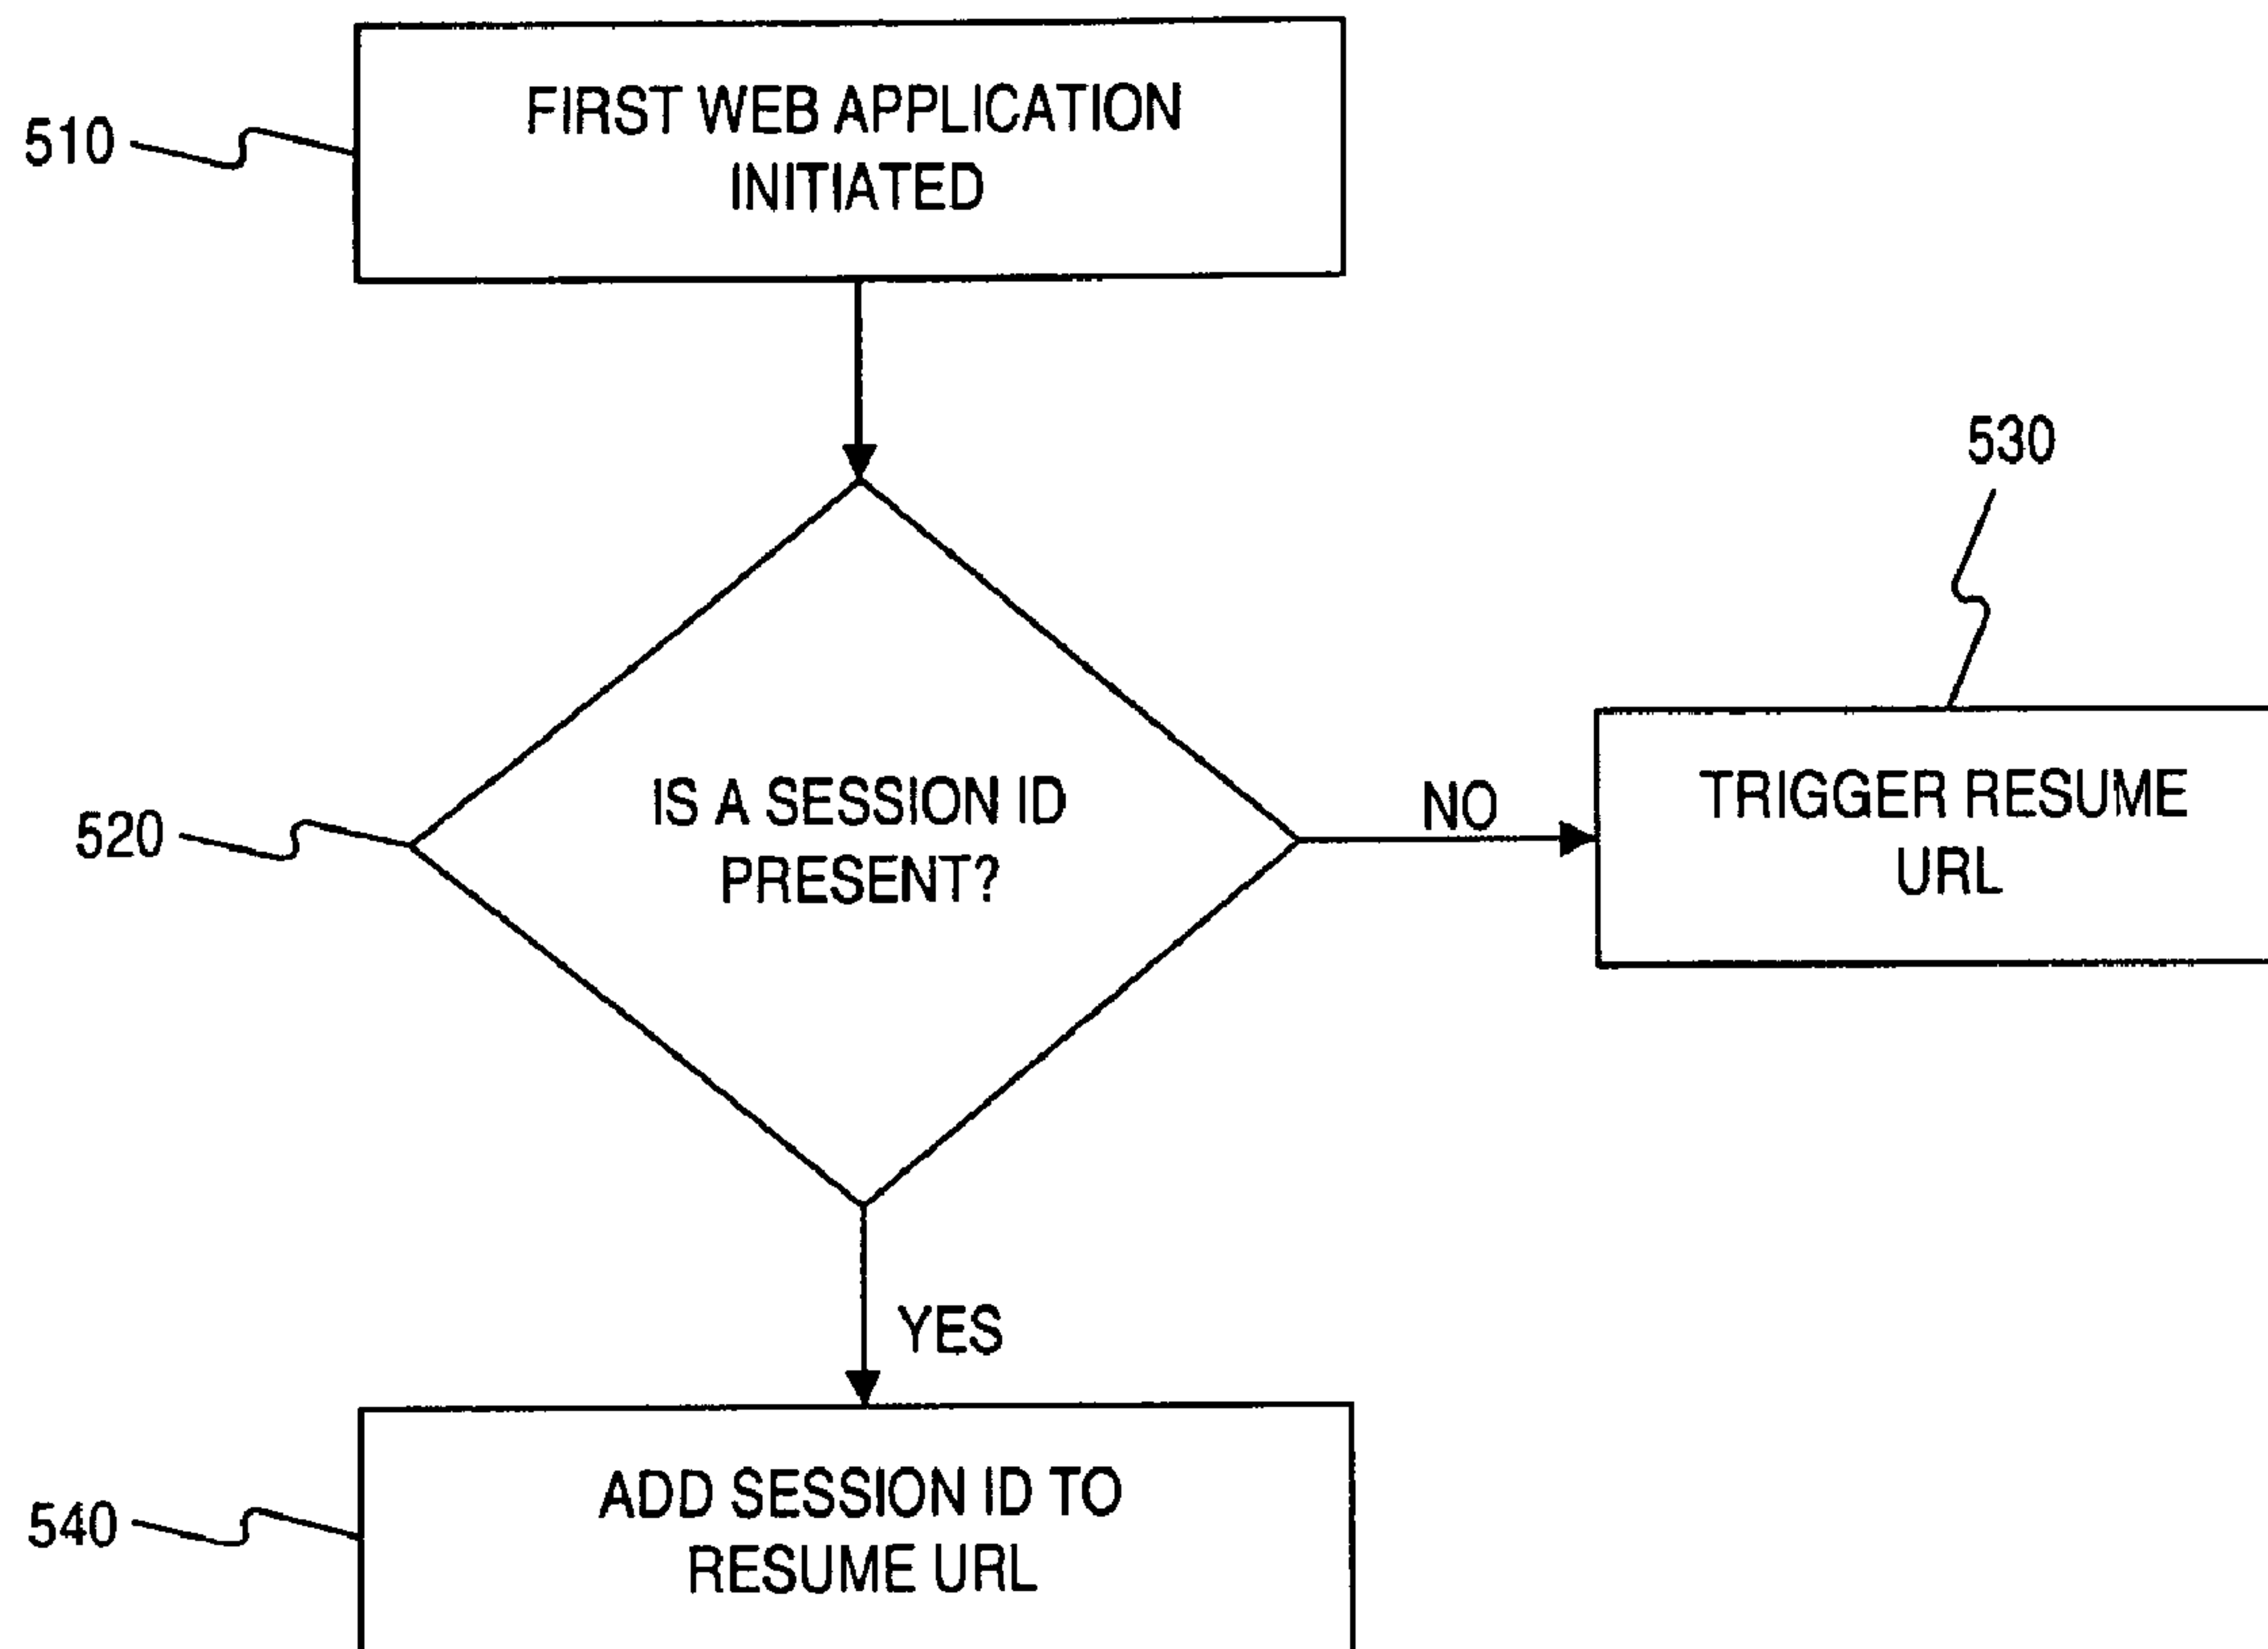 FIRST WEB APPLICATION
INITIATED
510
530
IS A SESSION ID
PRESENT?
520
NO
TRIGGER RESUME
URL
YES
ADD SESSION ID TO
RESUME URL
540